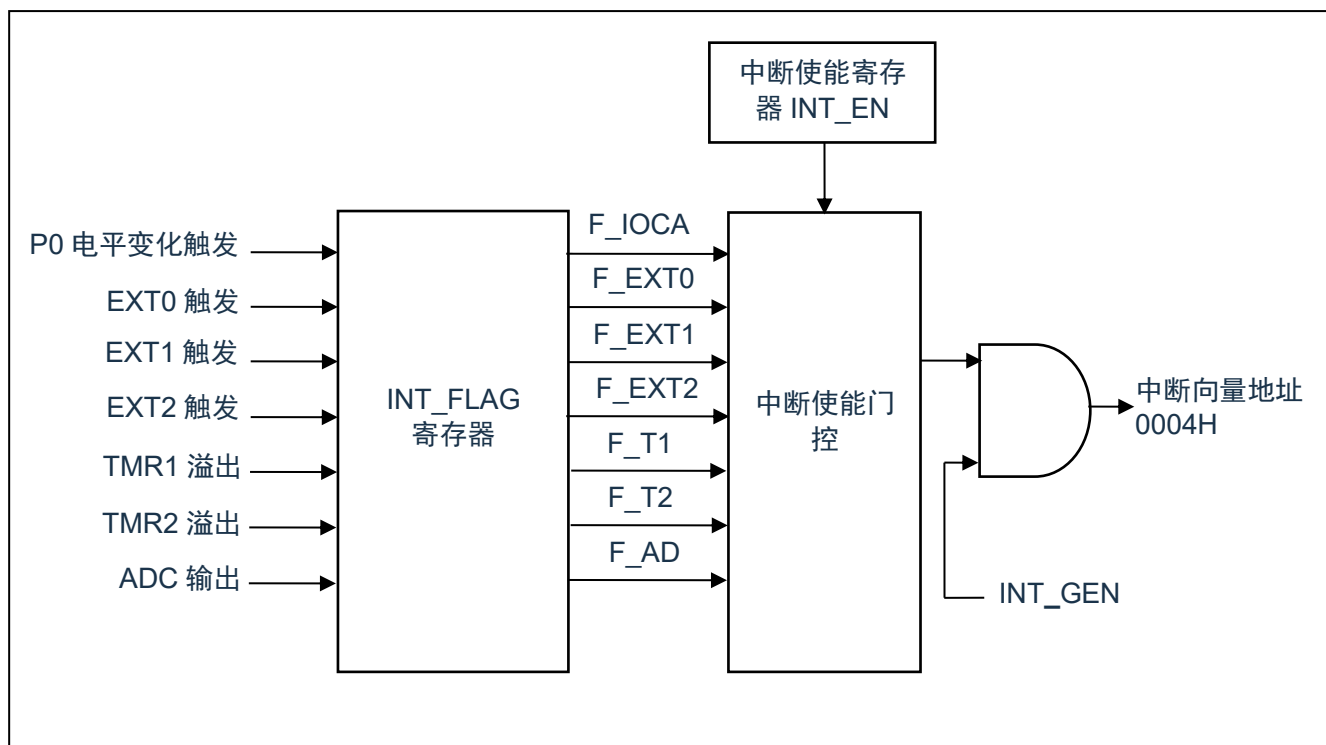 中断使能寄存
器 INT_EN
P0 电平变化触发
EXT0 触发
EXT1 触发
EXT2 触发
TMR1 溢出
TMR2 溢出
ADC 输出
INT_FLAG
寄存器
F_IOCA
F_EXT0
F_EXT1
F_EXT2
F_T1
F_T2
F_AD
中断使能门
控
中断向量地址
0004H
INT_GEN